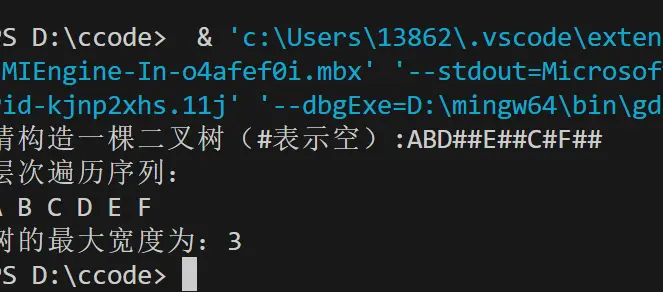 PS D:\ccode>  & 'c:\Users\13862\.vscode\exten
MIEngine-In-o4afef0i.mbx' '--stdout=Microsof
Pid-kjnp2xhs.11j' '--dbgExe=D:\mingw64\bin\gd
请构造一棵二叉树（#表示空）:ABD##E##C#F##
层次遍历序列：
A B C D E F
树的最大宽度为：3
PS D:\ccode>